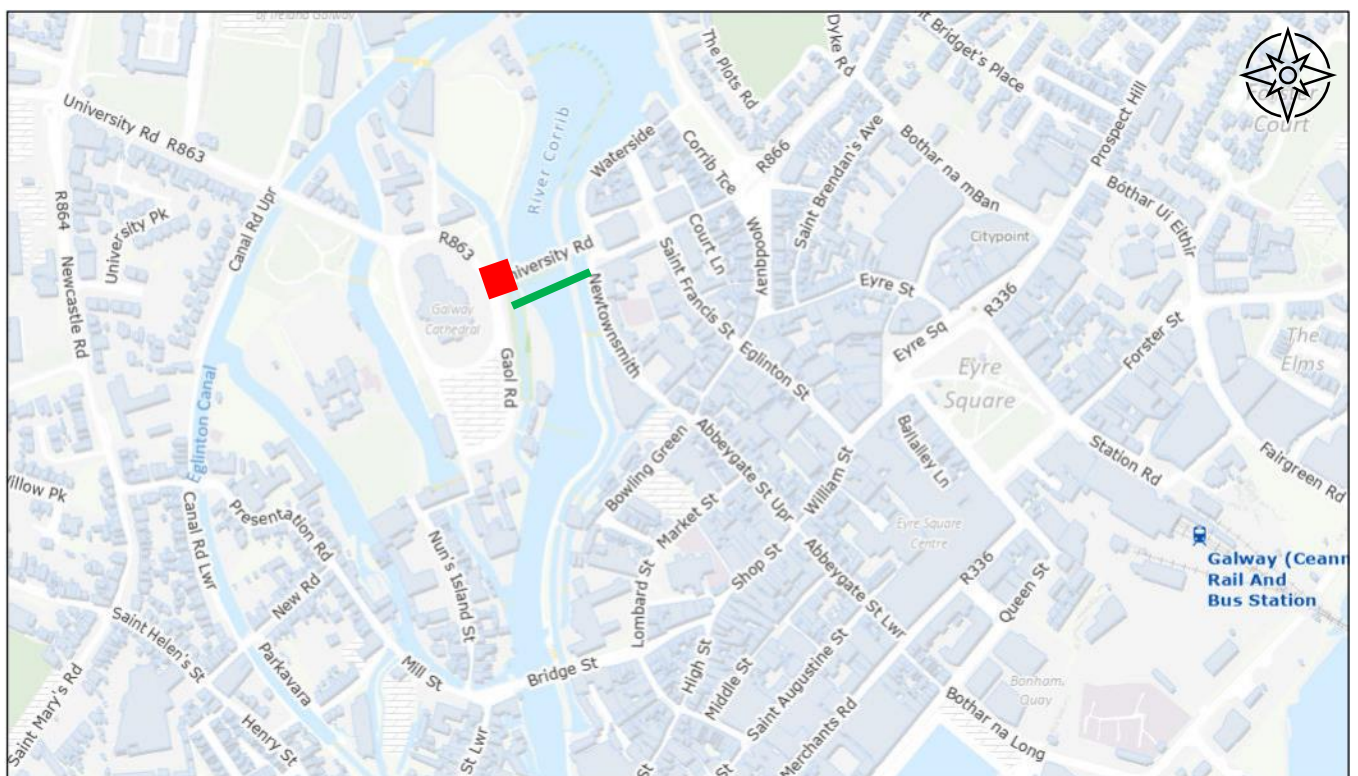 of Ireland Galway
University Rd R863
R864
University Pk
Newcastle Rd
Canal Rd Upr
Eglinton Canal
Willow Pk
Canal Rd Lwr
Presentation Rd
New Rd
Saint Helen's St
Saint Mary's Rd
Parkavara
Henry St
Mill St
Nun's Island St
St Lwr
R863
Galway
Cathedral
Gaol Rd
River Corrib
University Rd
Waterside
The Plots Rd
Dyke Rd
Corrib Tce
R866
Court Ln
Woodquay
Saint Brendan's Ave
Saint Francis St
Newtownsmith
Eglinton St
Bowling Green
Abbeygate St Upr
Market St
Lombard St
Shop St
Bridge St
High St
Middle St
Saint Augustine St
Merchants Rd
Abbeygate St Lwr
William St
St
St
Bridget's Place
Bothar na mBan
Prospect Hill
Bóthar Uí Eithir
Court
Citypoint
Eyre St
Eyre Sq
R336
Eyre
Square
Forster St
The
Elms
Ballalley Ln
Station Rd
Fairgreen Rd
Eyre Square
Centre
R336
Queen St
Galway (Ceann
Rail And
Bus Station
Bonham
Quay
Bothar na Long